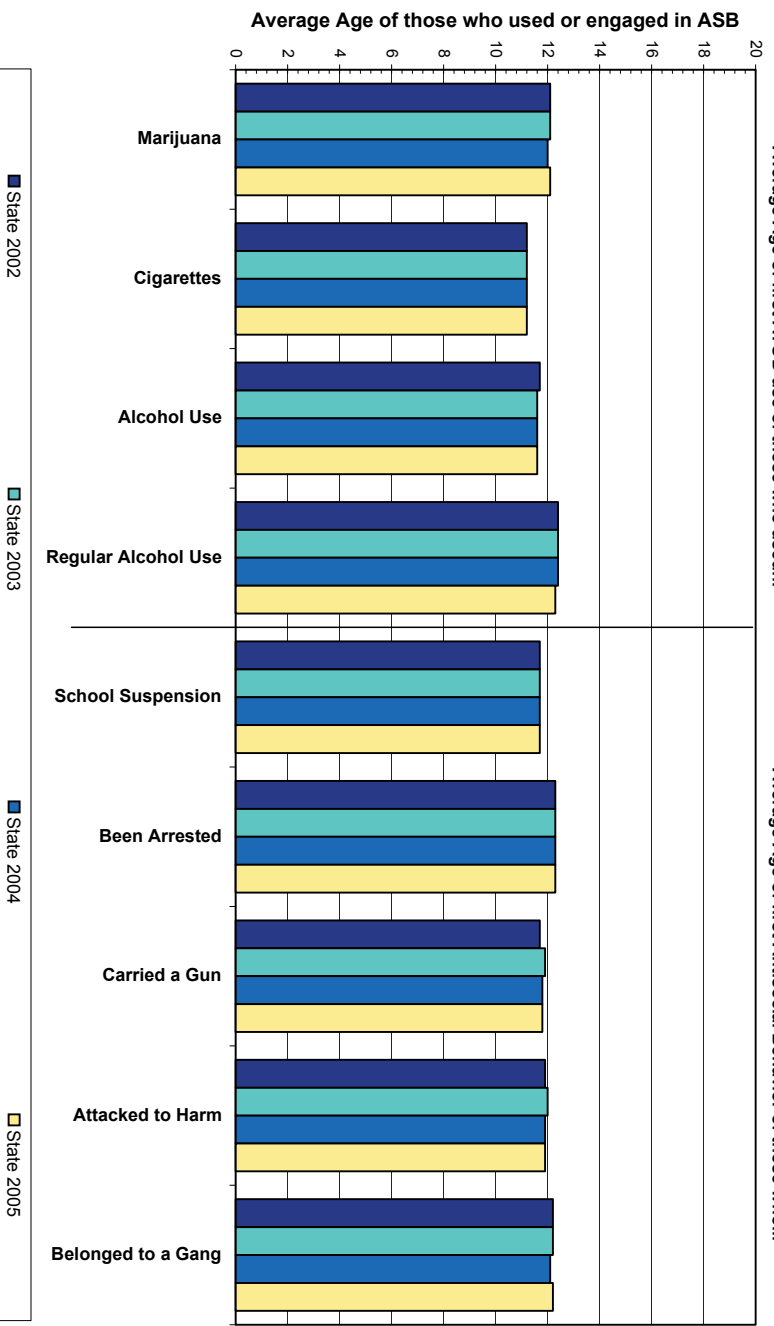 Average Age of those who used or engaged in ASB
0
2
4
6
8
10
12
14
16
18
20
Marijuana
Cigarettes
Alcohol Use
Regular Alcohol Use
School Suspension
Been Arrested
Carried a Gun
Attacked to Harm
Belonged to a Gang
State 2002
State 2003
State 2004
State 2005